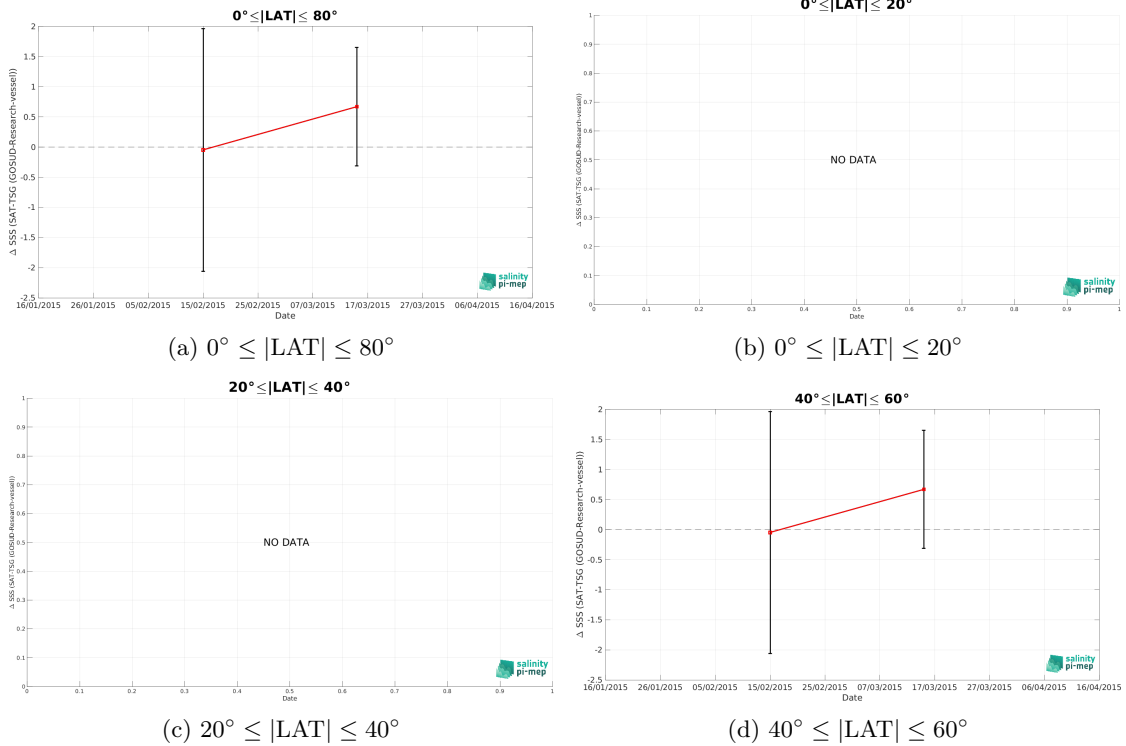 0°≤|LAT|≤ 80°
2
1.5
1
0.5
0
-0.5
-1
-1.5
-2
-2.5
Δ SSS (SAT-TSG (GOSUD-Research-vessel))
16/01/2015 26/01/2015 05/02/2015 15/02/2015 25/02/2015 07/03/2015 17/03/2015 27/03/2015 06/04/2015 16/04/2015
Date
salinity
pi-mep
(a) 0° ≤ |LAT| ≤ 80°
0°≤|LAT|≤ 20°
1
0.9
0.8
0.7
0.6
0.5
0.4
0.3
0.2
0.1
0
Δ SSS (SAT-TSG (GOSUD-Research-vessel))
NO DATA
0 0.1 0.2 0.3 0.4 0.5 0.6 0.7 0.8 0.9 1
Date
salinity
pi-mep
(b) 0° ≤ |LAT| ≤ 20°
20°≤|LAT|≤ 40°
1
0.9
0.8
0.7
0.6
0.5
0.4
0.3
0.2
0.1
0
Δ SSS (SAT-TSG (GOSUD-Research-vessel))
NO DATA
0 0.1 0.2 0.3 0.4 0.5 0.6 0.7 0.8 0.9 1
Date
salinity
pi-mep
(c) 20° ≤ |LAT| ≤ 40°
40°≤|LAT|≤ 60°
2
1.5
1
0.5
0
-0.5
-1
-1.5
-2
-2.5
Δ SSS (SAT-TSG (GOSUD-Research-vessel))
16/01/2015 26/01/2015 05/02/2015 15/02/2015 25/02/2015 07/03/2015 17/03/2015 27/03/2015 06/04/2015 16/04/2015
Date
salinity
pi-mep
(d) 40° ≤ |LAT| ≤ 60°